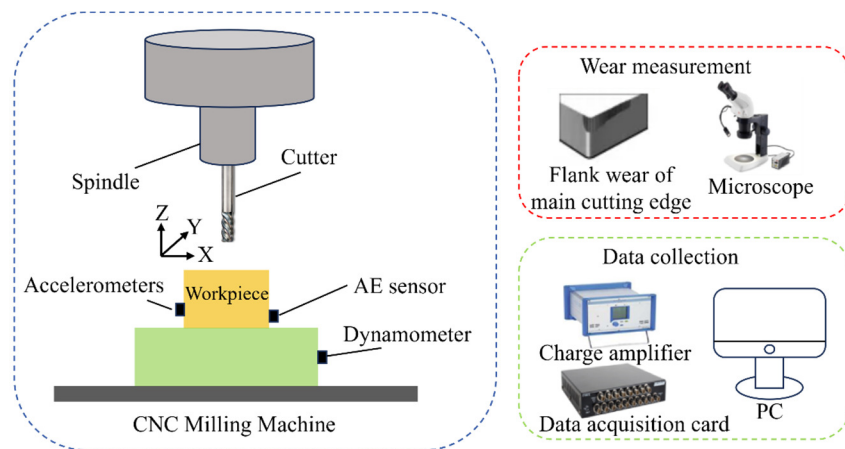 Spindle
Cutter
Z
Y
X
Accelerometers
Workpiece
AE sensor
Dynamometer
CNC Milling Machine
Wear measurement
Flank wear of
main cutting edge
Microscope
Data collection
Charge amplifier
Data acquisition card
PC